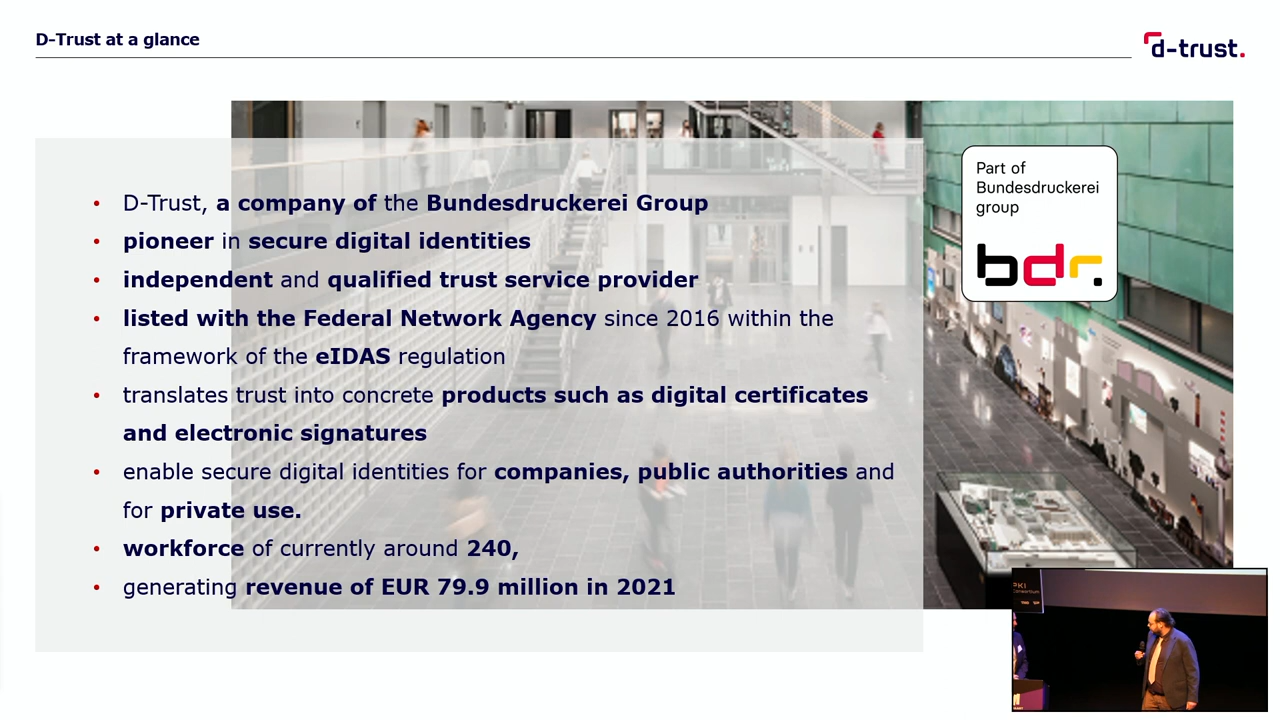 D-Trust at a glance
d-trust.
• D-Trust, a company of the Bundesdruckerei Group
• pioneer in secure digital identities
• independent and qualified trust service provider
• listed with the Federal Network Agency since 2016 within the
framework of the eIDAS regulation
• translates trust into concrete products such as digital certificates
and electronic signatures
• enable secure digital identities for companies, public authorities and
for private use.
• workforce of currently around 240,
• generating revenue of EUR 79.9 million in 2021
Part of
Bundesdruckerei
group
bdr.
PKI